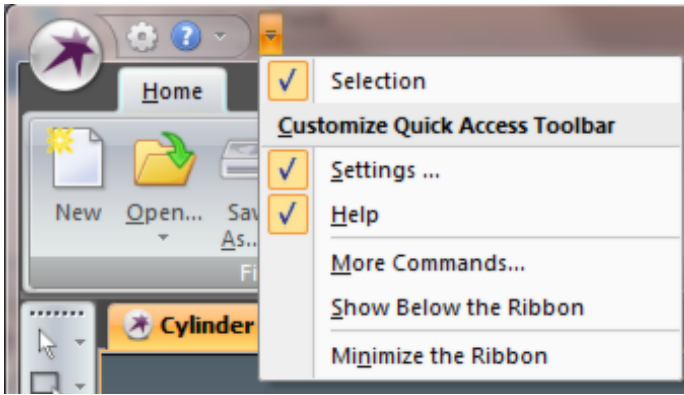 Home
Selection
Customize Quick Access Toolbar
Settings ...
Help
New Open...
As...
More Commands...
Show Below the Ribbon
Cylinder
Minimize the Ribbon